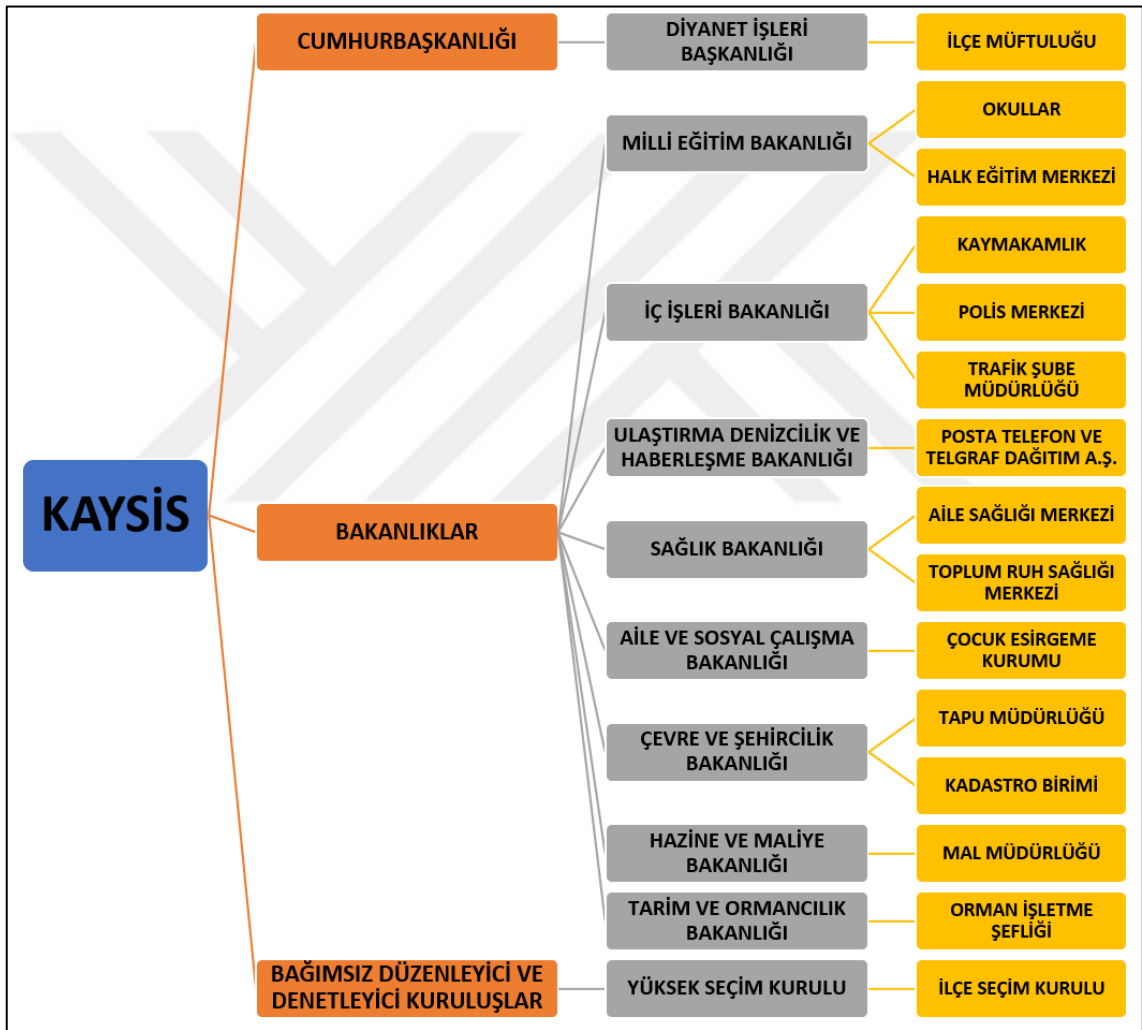 CUMHURBAŞKANLIĞI
DİYANET İŞLERİ
BAŞKANLIĞI
İLÇE MÜFTULUĞU
OKULLAR
MİLLİ EĞİTİM BAKANLIĞI
HALK EĞİTİM MERKEZİ
KAYMAKAMLIK
İÇ İŞLERİ BAKANLIĞI
POLİS MERKEZİ
TRAFİK ŞUBE
MÜDÜRLÜĞÜ
ULAŞTIRMA DENİZCİLİK VE
HABERLEŞME BAKANLIĞI
POSTA TELEFON VE
TELGRAF DAĞITIM A.Ş.
KAYSİS
BAKANLIKLAR
SAĞLIK BAKANLIĞI
AİLE SAĞLIĞI MERKEZİ
TOPLUM RUH SAĞLIĞI
MERKEZİ
AİLE VE SOSYAL ÇALIŞMA
BAKANLIĞI
ÇOCUK ESİRGEME
KURUMU
ÇEVRE VE ŞEHİRCİLİK
BAKANLIĞI
TAPU MÜDÜRLÜĞÜ
KADASTRO BİRİMİ
HAZİNE VE MALİYE
BAKANLIĞI
MAL MÜDÜRLÜĞÜ
TARİM VE ORMANCILIK
BAKANLIĞI
ORMAN İŞLETME
ŞEFLİĞİ
BAĞIMSIZ DÜZENLEYİCİ VE
DENETLEYİCİ KURULUŞLAR
YÜKSEK SEÇİM KURULU
İLÇE SEÇİM KURULU